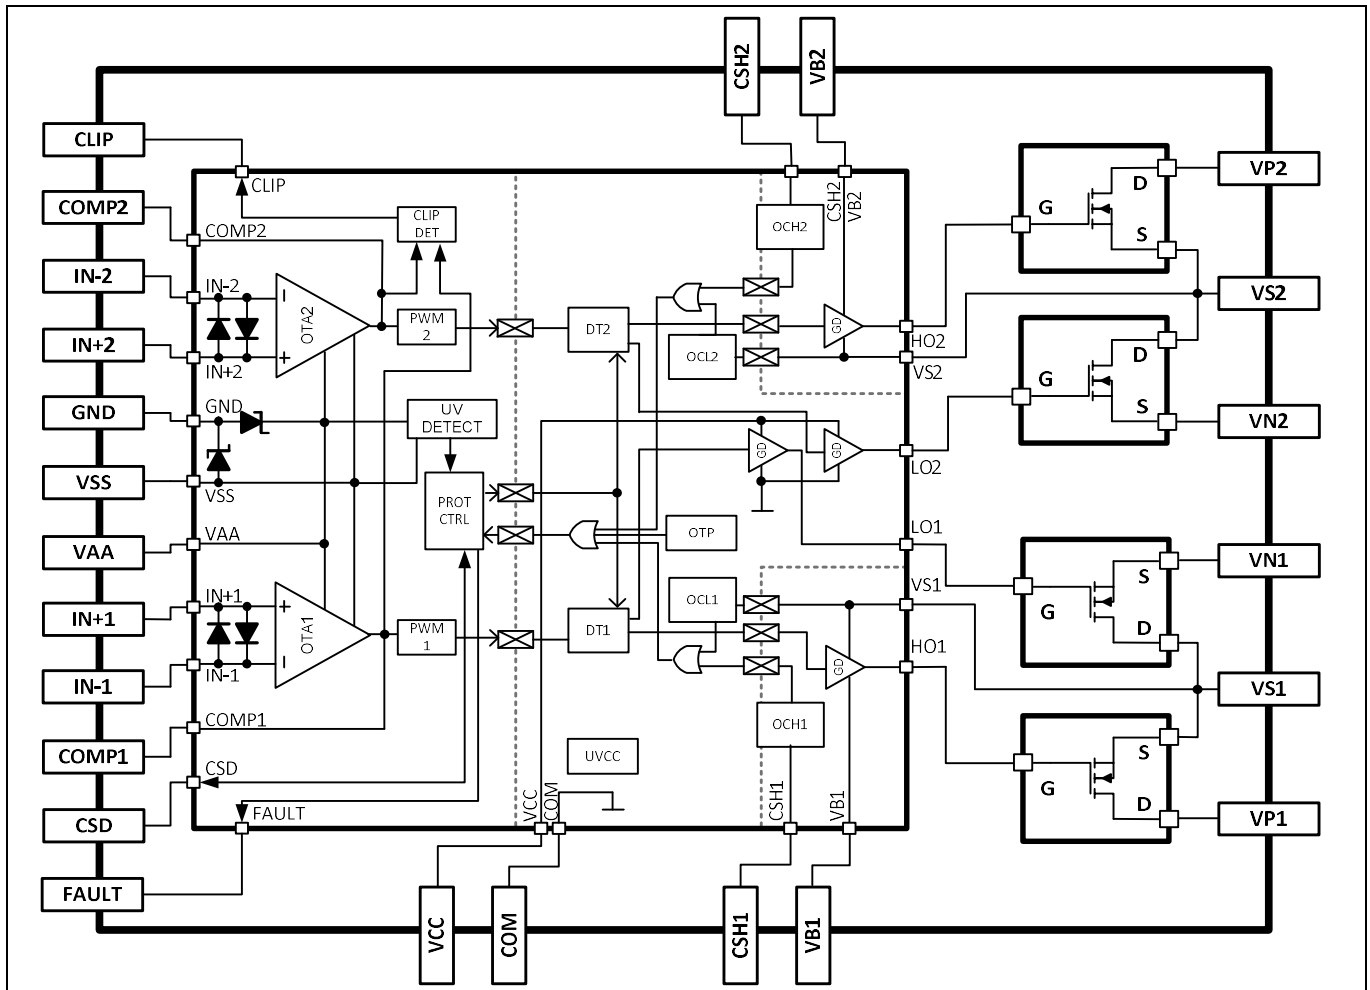 CSH2
VB2
CLIP
COMP2
IN-2
IN+2
GND
VSS
VAA
IN+1
IN-1
COMP1
CSD
FAULT
CLIP
COMP2
IN-2
IN+2
GND
VSS
VAA
IN+1
IN-1
COMP1
CSD
FAULT
OTA2
OTA1
CLIP
DET
PWM
2
UV
DETECT
PROT
CTRL
PWM
1
DT2
DT1
UVCC
OCH2
OCL2
OTP
OCL1
OCH1
GD
GD
GD
GD
CSH2
VB2
VCC
COM
CSH1
VB1
HO2
VS2
LO2
LO1
VS1
HO1
G
D
S
G
D
S
G
S
D
G
S
D
VP2
VS2
VN2
VN1
VS1
VP1
VCC
COM
CSH1
VB1